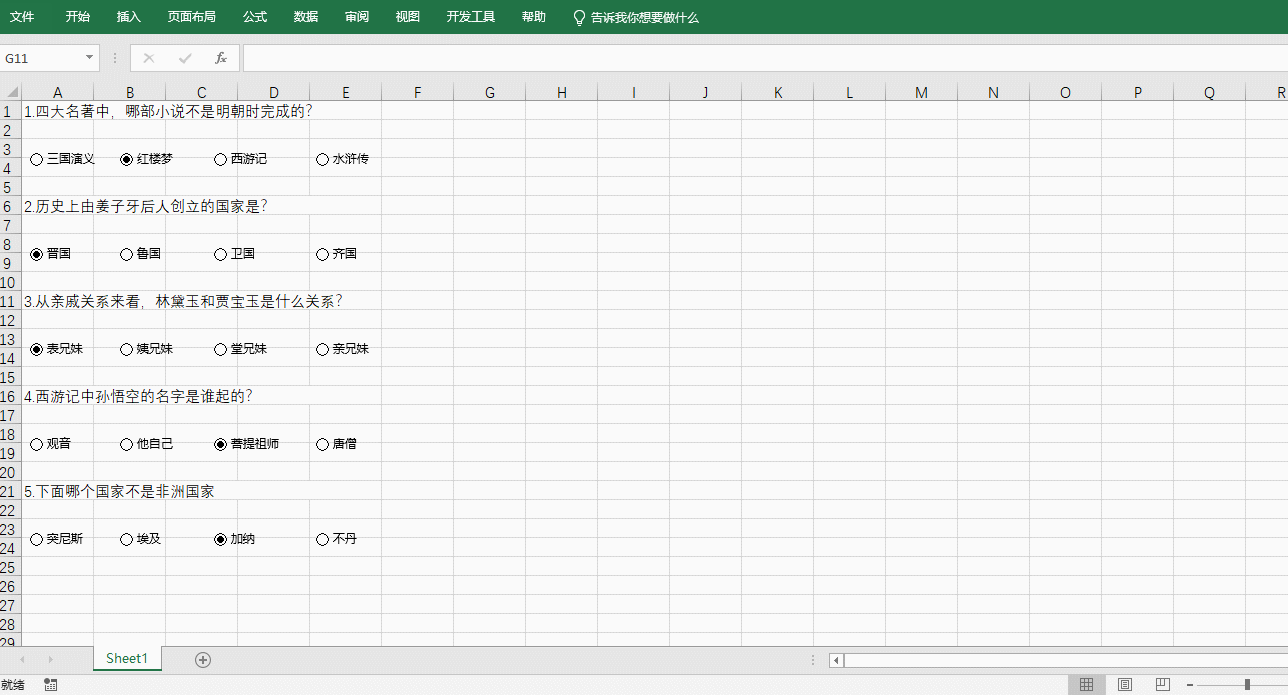 文件 开始 插入 页面布局 公式 数据 审阅 视图 开发工具 帮助 告诉我你想要做什么
G11 fx
A B C D E F G H I J K L M N O P Q R
1 1.四大名著中，哪部小说不是明朝时完成的？
2
3
三国演义 红楼梦 西游记 水浒传
4
5
6 2.历史上由姜子牙后人创立的国家是？
7
8
晋国 鲁国 卫国 齐国
9
10
11 3.从亲戚关系来看，林黛玉和贾宝玉是什么关系？
12
13
表兄妹 姨兄妹 堂兄妹 亲兄妹
14
15
16 4.西游记中孙悟空的名字是谁起的？
17
18
观音 他自己 菩提祖师 唐僧
19
20
21 5.下面哪个国家不是非洲国家
22
23
突尼斯 埃及 加纳 不丹
24
25
26
27
28
29
Sheet1
就绪